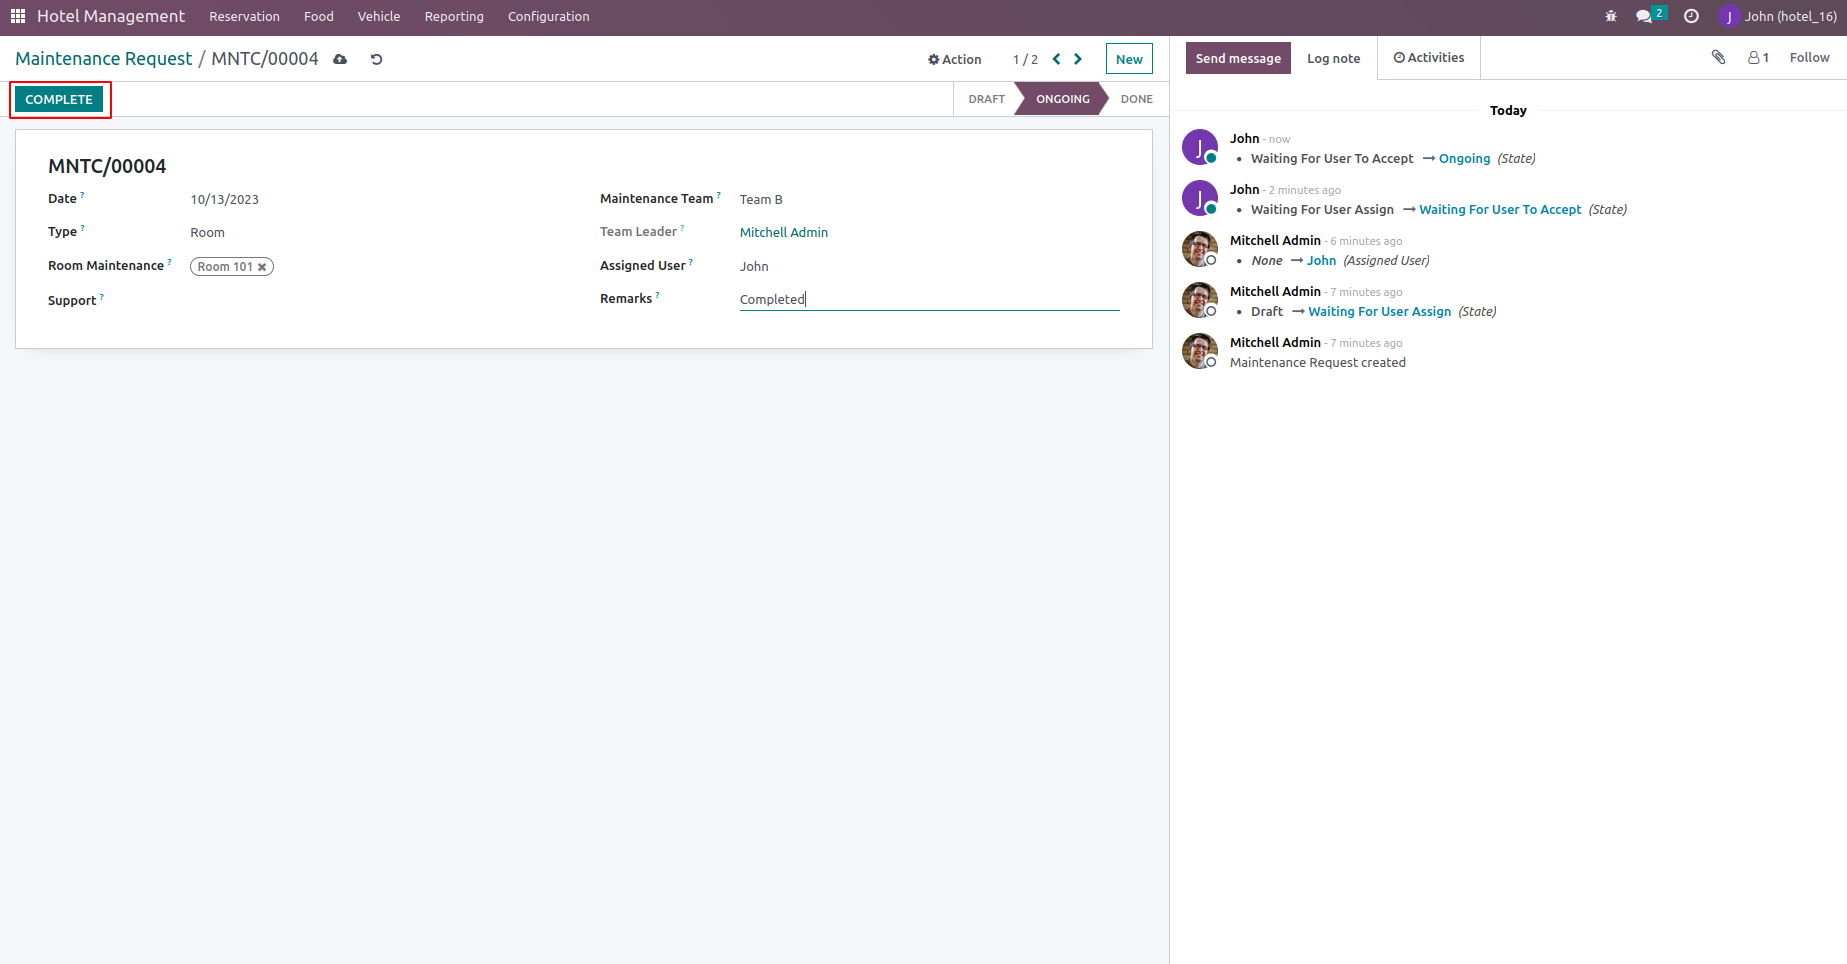 Hotel Management Reservation Food Vehicle Reporting Configuration 2 J John (hotel_16)
Maintenance Request / MNTC/00004 Action 1 / 2 New
COMPLETE DRAFT ONGOING DONE
MNTC/00004
Date ? 10/13/2023
Type ? Room
Room Maintenance ? Room 101 ✖
Support ?
Maintenance Team ? Team B
Team Leader ? Mitchell Admin
Assigned User ? John
Remarks ? Completed
Send message Log note Activities 1 Follow
Today
J John - now
• Waiting For User To Accept → Ongoing (State)
J John - 2 minutes ago
• Waiting For User Assign → Waiting For User To Accept (State)
Mitchell Admin - 6 minutes ago
• None → John (Assigned User)
Mitchell Admin - 7 minutes ago
• Draft → Waiting For User Assign (State)
Mitchell Admin - 7 minutes ago
Maintenance Request created